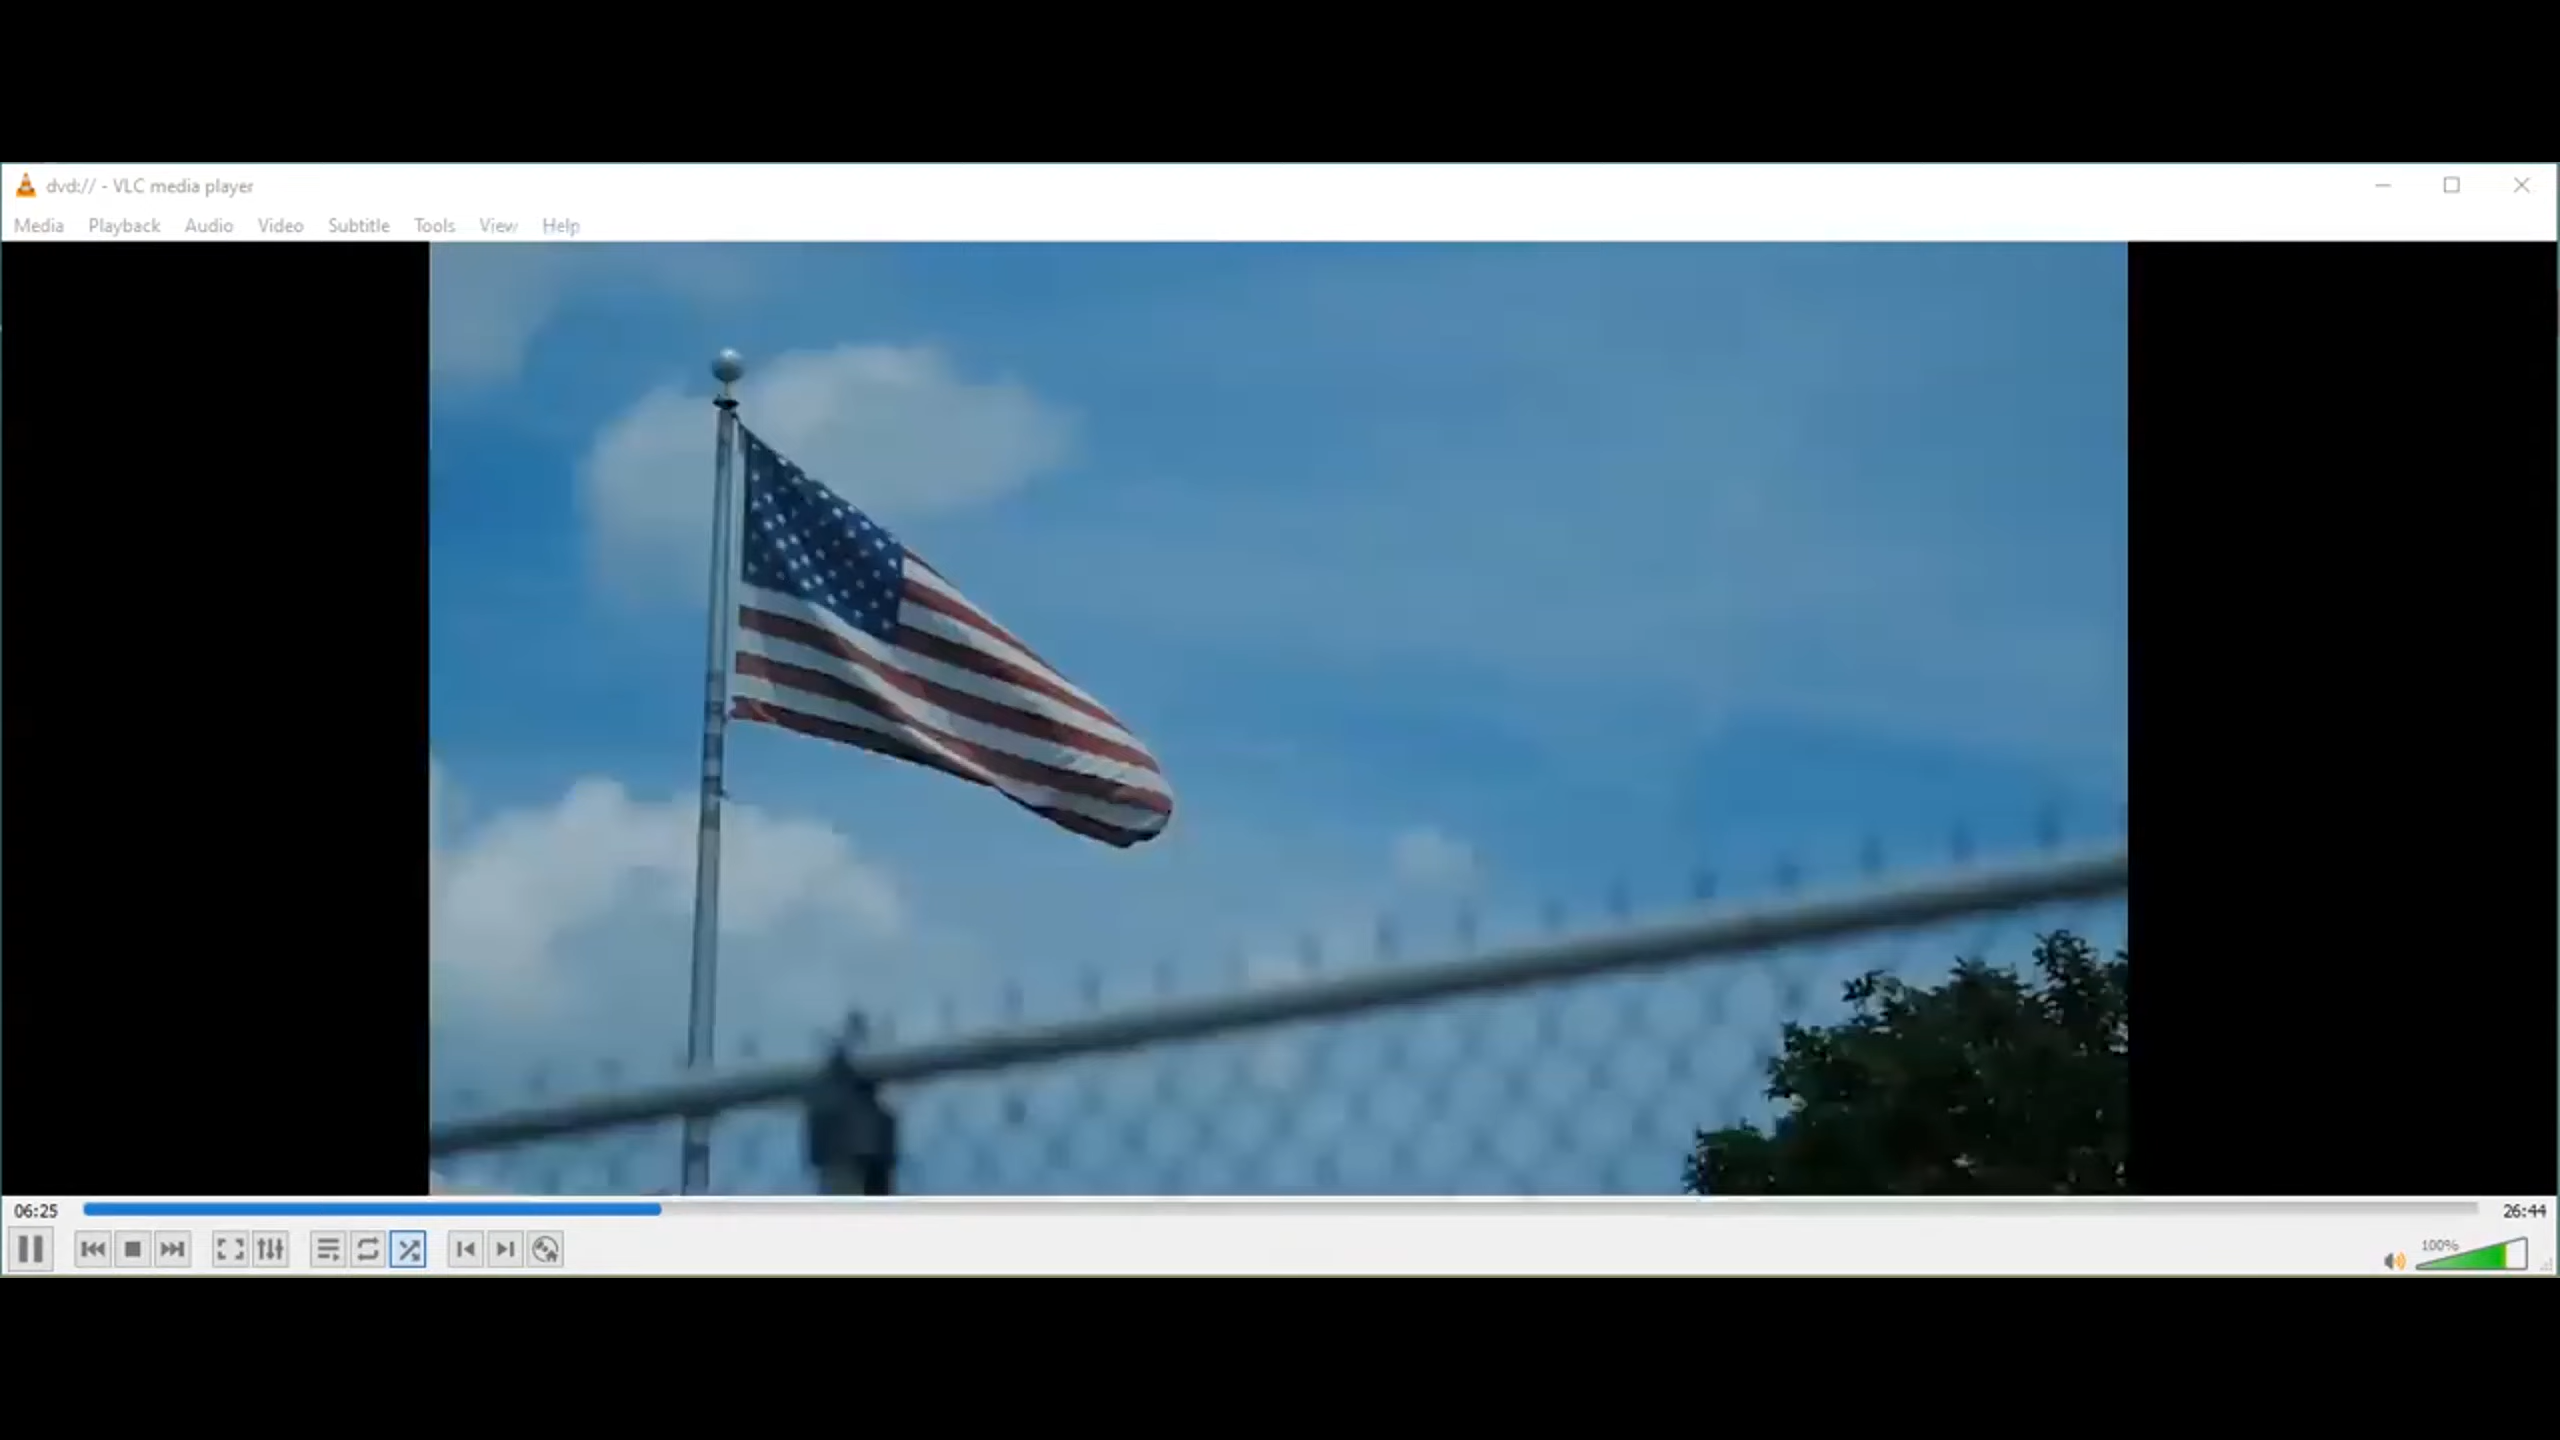 dvd:// - VLC media player
Media Playback Audio Video Subtitle Tools View Help
06:25 26:44
100%